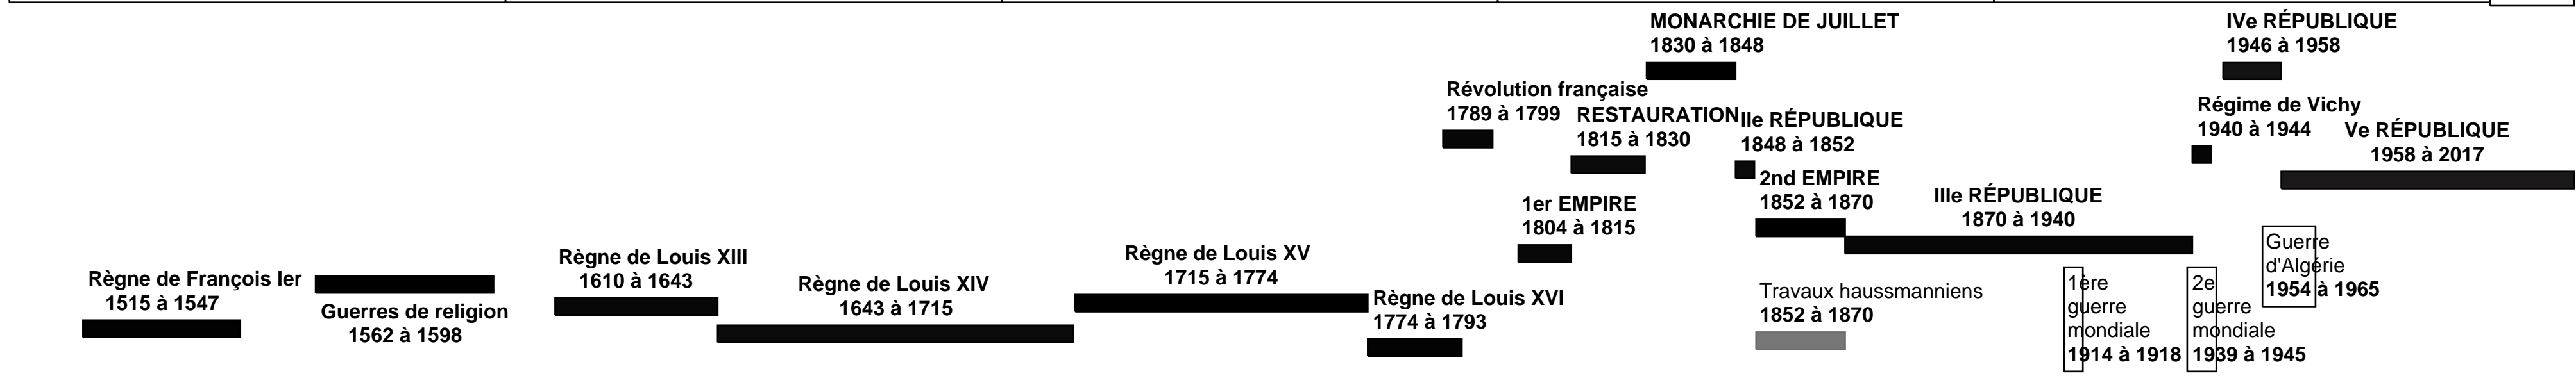 MONARCHIE DE JUILLET
1830 à 1848
IVe RÉPUBLIQUE
1946 à 1958
Révolution française
1789 à 1799
RESTAURATION
1815 à 1830
IIe RÉPUBLIQUE
1848 à 1852
Régime de Vichy
1940 à 1944
Ve RÉPUBLIQUE
1958 à 2017
2nd EMPIRE
1852 à 1870
1er EMPIRE
1804 à 1815
IIIe RÉPUBLIQUE
1870 à 1940
Règne de François Ier
1515 à 1547
Guerres de religion
1562 à 1598
Règne de Louis XIII
1610 à 1643
Règne de Louis XIV
1643 à 1715
Règne de Louis XV
1715 à 1774
Règne de Louis XVI
1774 à 1793
Travaux haussmanniens
1852 à 1870
1ère
guerre
mondiale
1914 à 1918
2e
guerre
mondiale
1939 à 1945
Guerre
d'Algérie
1954 à 1965